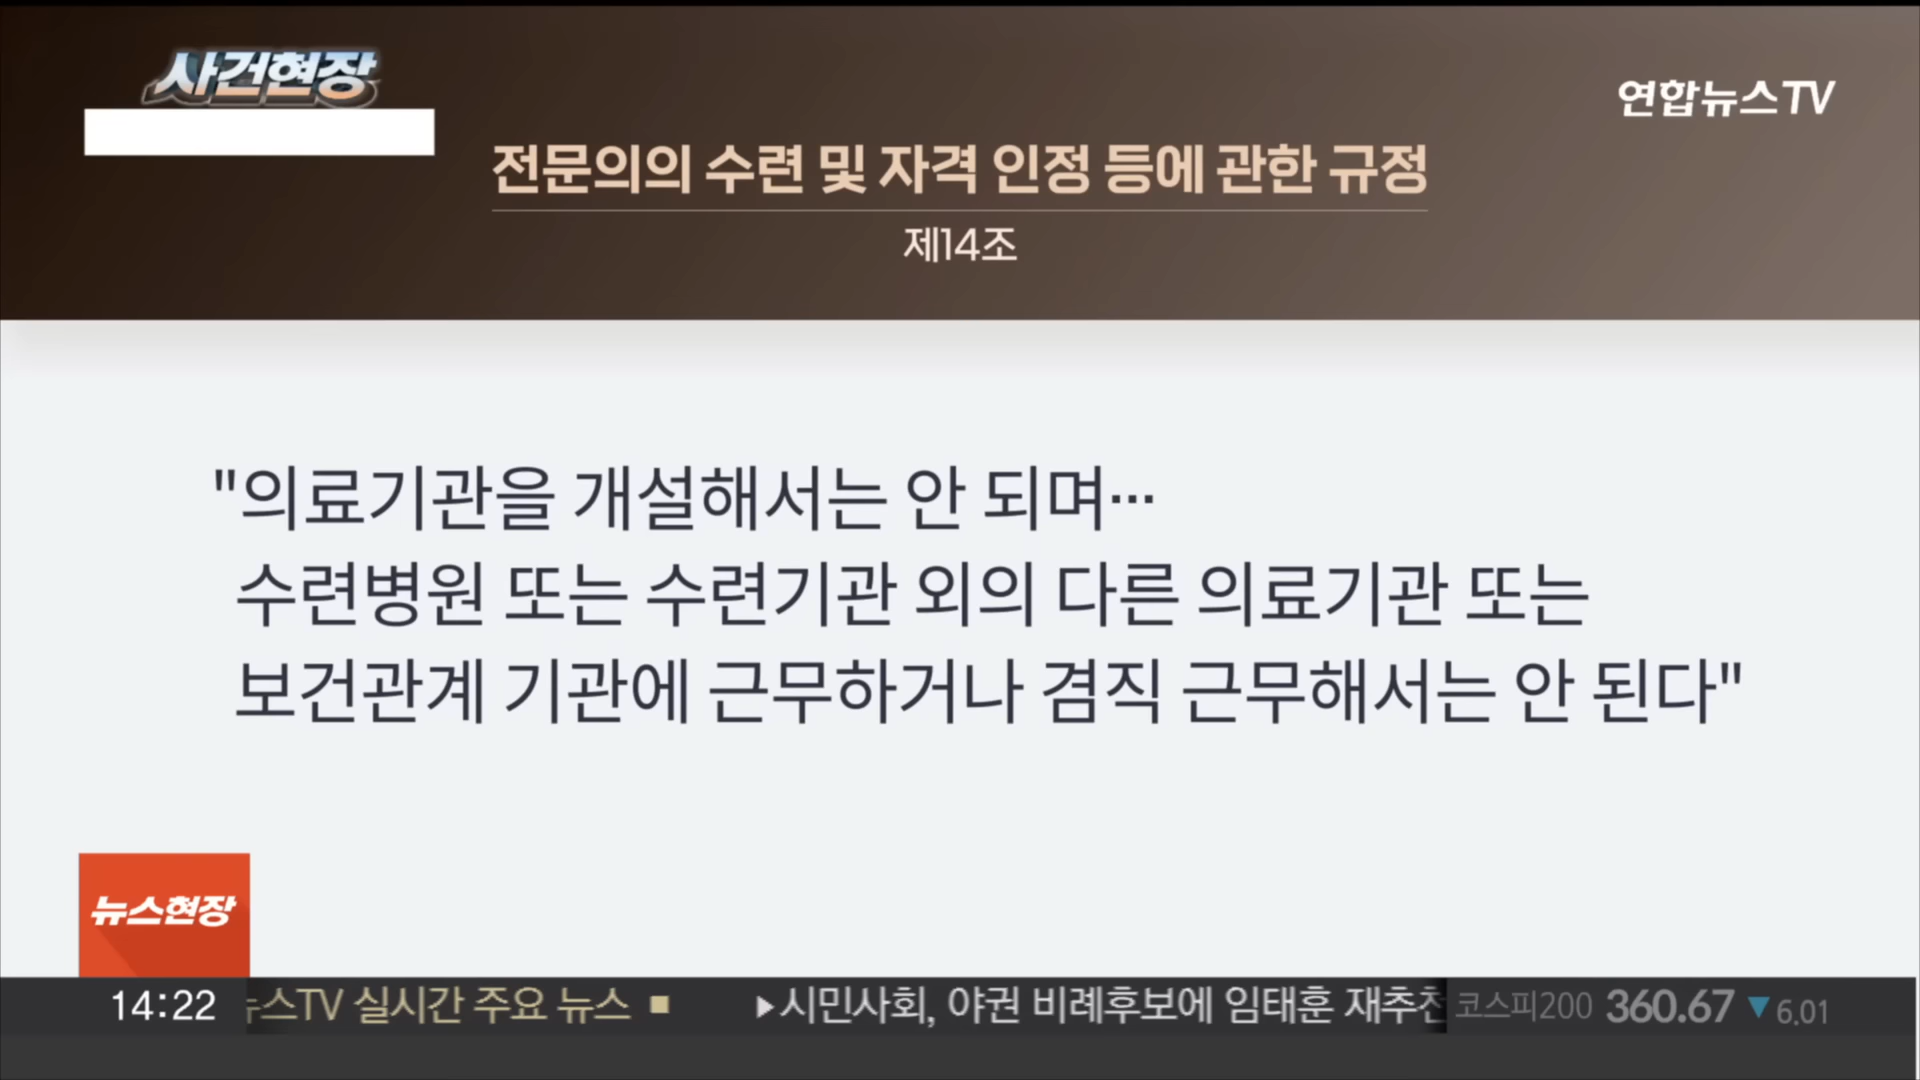 사건현장
연합뉴스TV
전문의의 수련 및 자격 인정 등에 관한 규정
제14조
"의료기관을 개설해서는 안 되며…
수련병원 또는 수련기관 외의 다른 의료기관 또는
보건관계 기관에 근무하거나 겸직 근무해서는 안 된다"
뉴스현장
14:22 뉴스TV 실시간 주요 뉴스 ■ ▶시민사회, 야권 비례후보에 임태훈 재추천 코스피200 360.67 ▼6.01